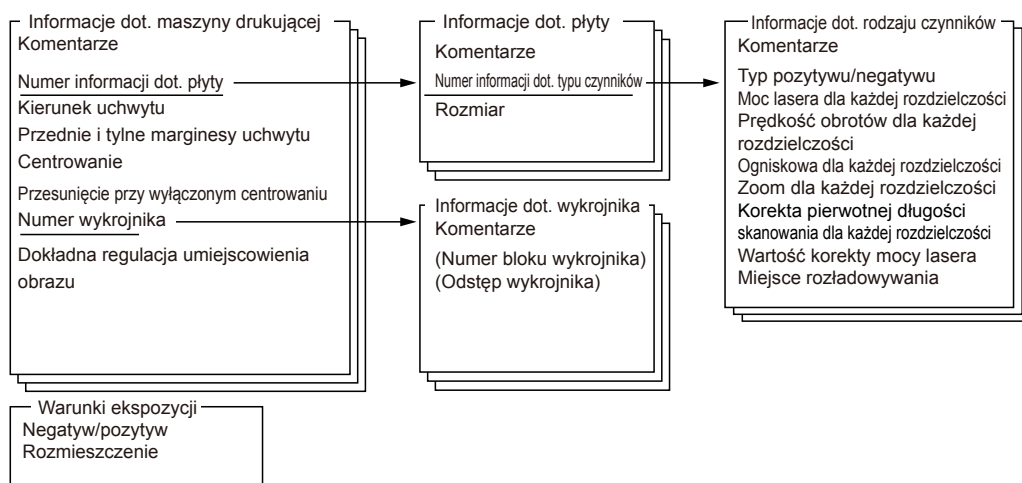 Informacje dot. maszyny drukującej
Komentarze
Numer informacji dot. płyty
Kierunek uchwytu
Przednie i tylne marginesy uchwytu
Centrowanie
Przesunięcie przy wyłączonym centrowaniu
Numer wykrojnika
Dokładna regulacja umiejscowienia
obrazu
Informacje dot. płyty
Komentarze
Numer informacji dot. typu czynników
Rozmiar
Informacje dot. wykrojnika
Komentarze
(Numer bloku wykrojnika)
(Odstęp wykrojnika)
Informacje dot. rodzaju czynników
Komentarze
Typ pozytywu/negatywu
Moc lasera dla każdej rozdzielczości
Prędkość obrotów dla każdej
rozdzielczości
Ogniskowa dla każdej rozdzielczości
Zoom dla każdej rozdzielczości
Korekta pierwotnej długości
skanowania dla każdej rozdzielczości
Wartość korekty mocy lasera
Miejsce rozładowywania
Warunki ekspozycji
Negatyw/pozytyw
Rozmieszczenie